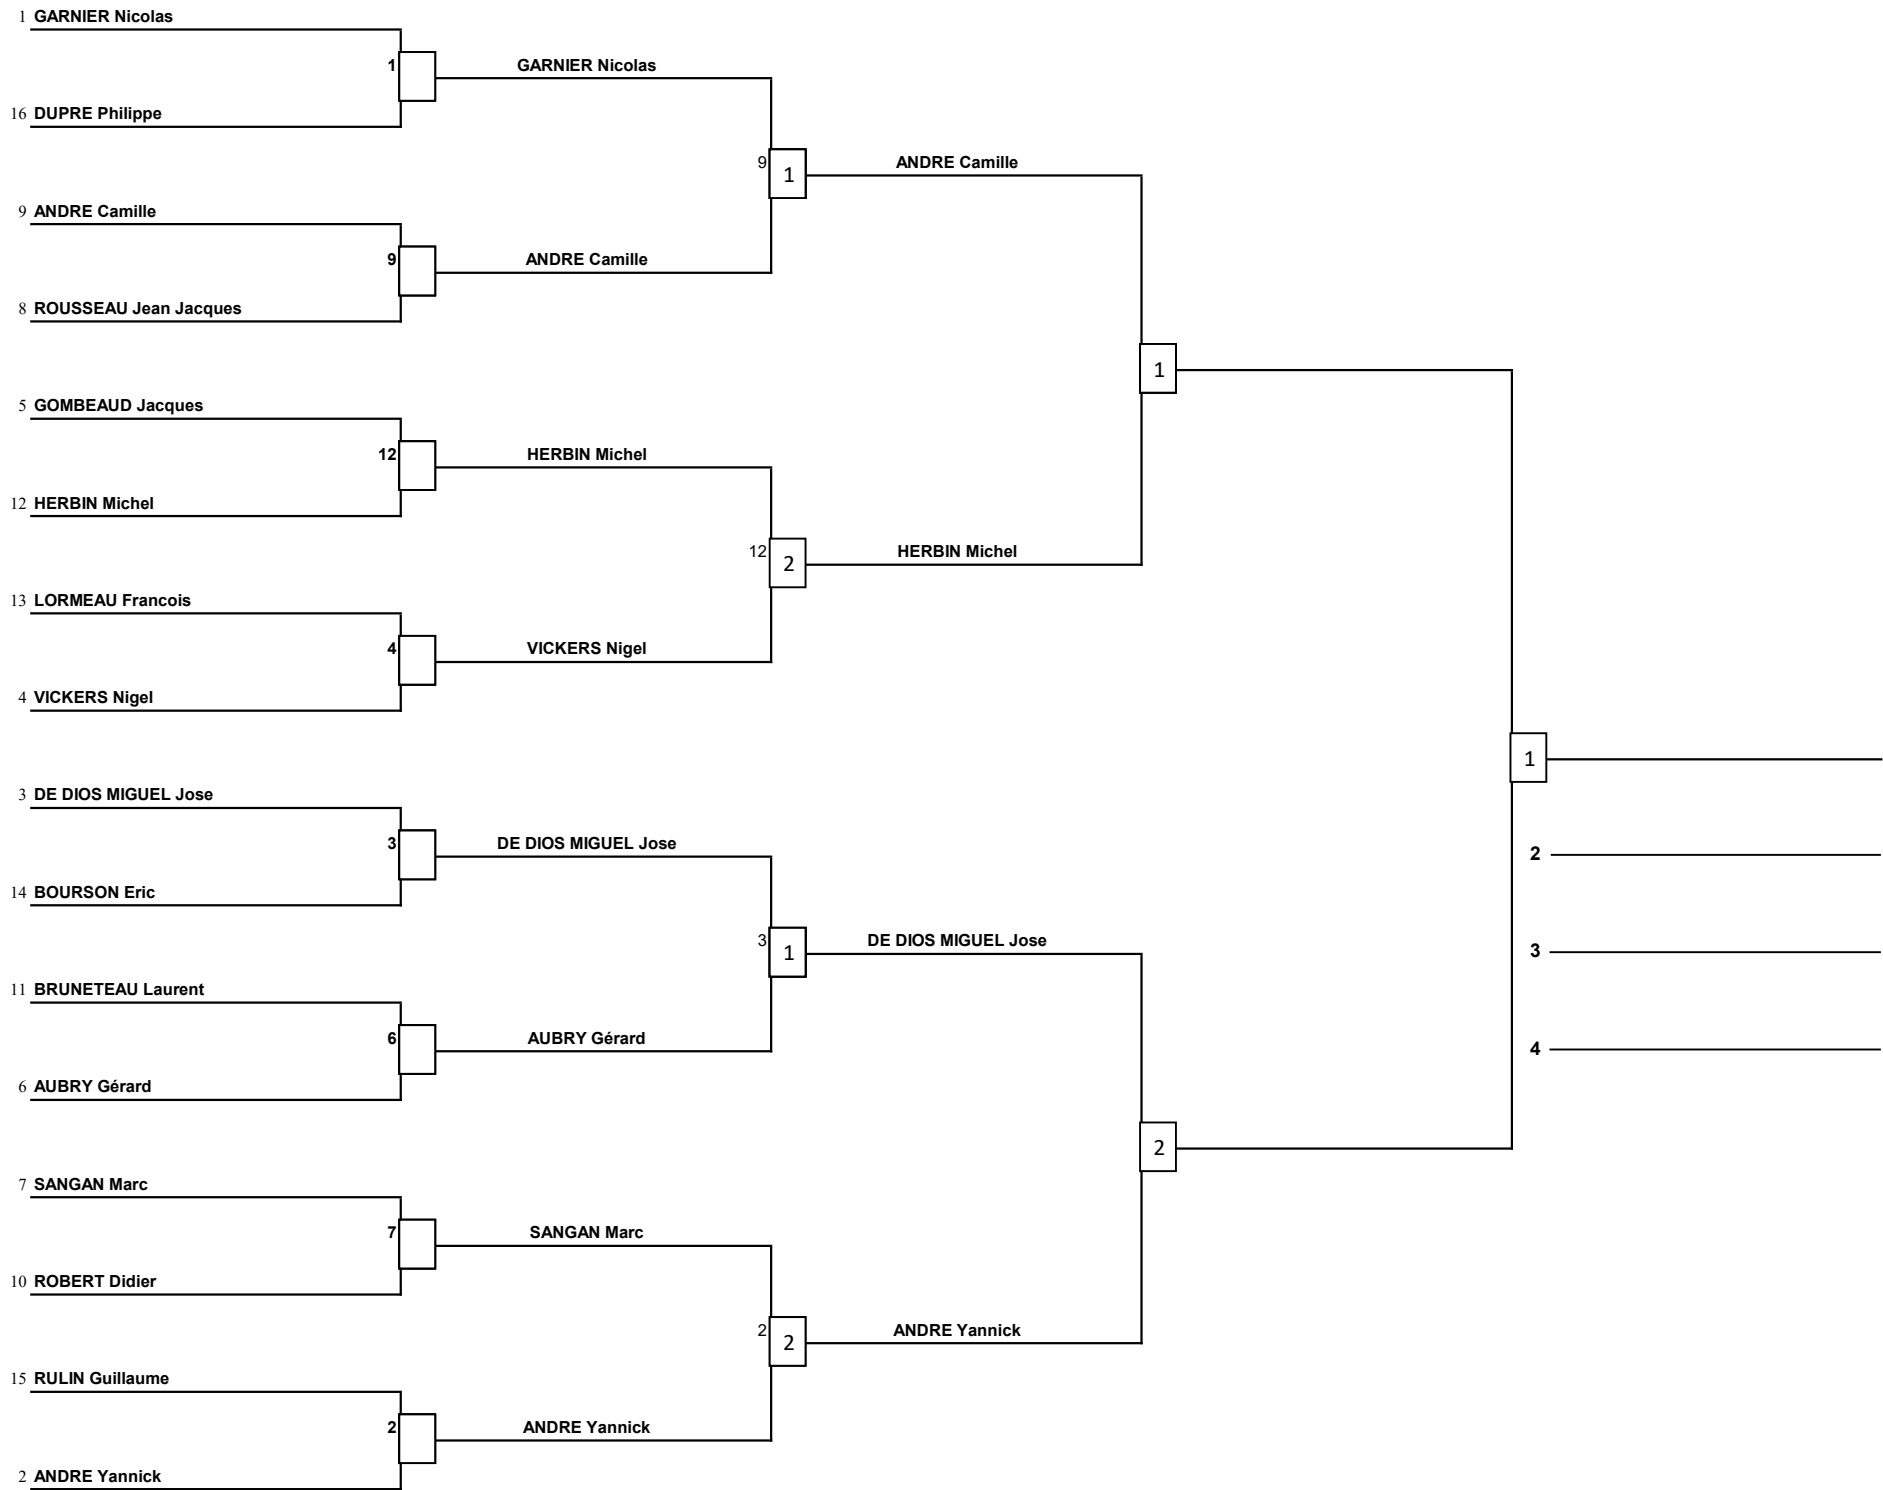 1 GARNIER Nicolas
1 GARNIER Nicolas
16 DUPRE Philippe
9 1 ANDRE Camille
9 ANDRE Camille
9 ANDRE Camille
8 ROUSSEAU Jean Jacques
1
5 GOMBEAUD Jacques
12 HERBIN Michel
12 HERBIN Michel
12 2 HERBIN Michel
13 LORMEAU Francois
4 VICKERS Nigel
4 VICKERS Nigel
1
3 DE DIOS MIGUEL Jose
3 DE DIOS MIGUEL Jose
2
14 BOURSON Eric
3 1 DE DIOS MIGUEL Jose
3
11 BRUNETEAU Laurent
6 AUBRY Gérard
4
6 AUBRY Gérard
2
7 SANGAN Marc
7 SANGAN Marc
10 ROBERT Didier
2 2 ANDRE Yannick
15 RULIN Guillaume
2 ANDRE Yannick
2 ANDRE Yannick